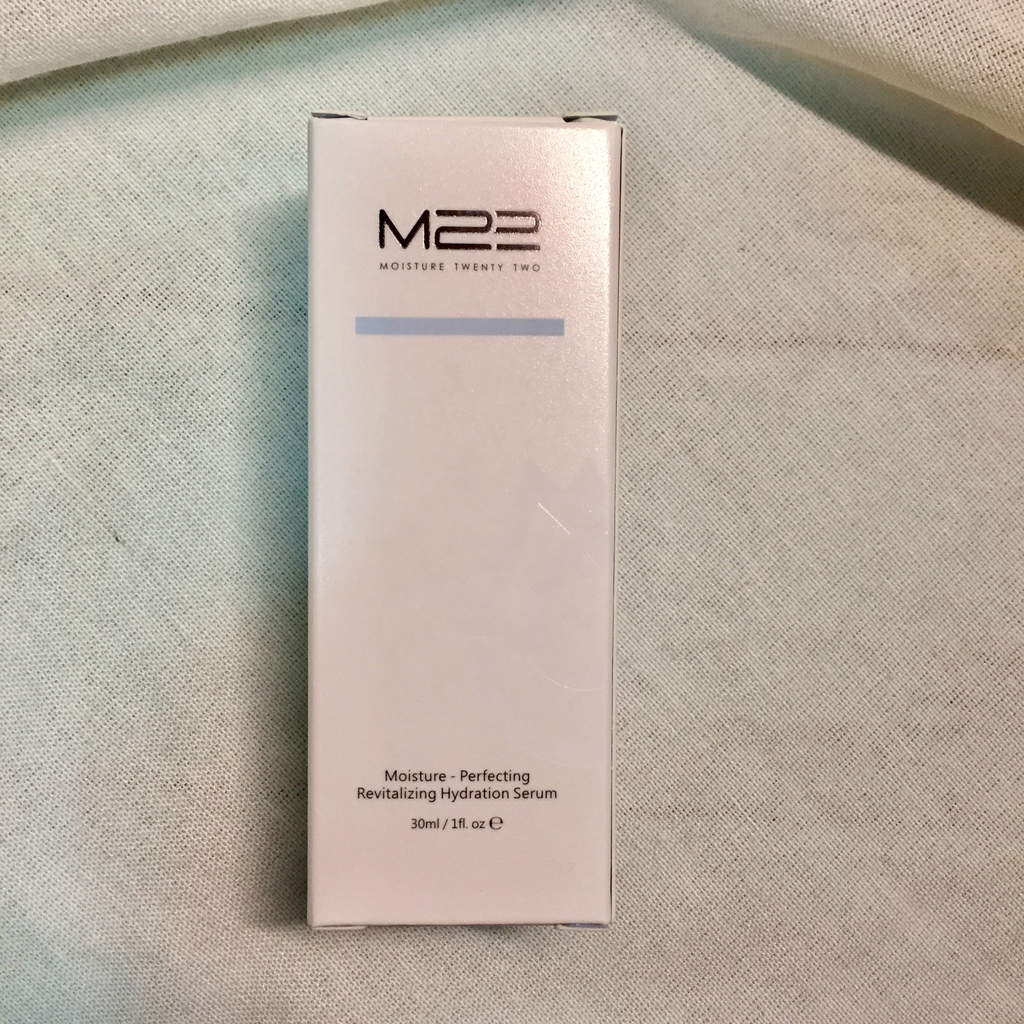 M22
MOISTURE TWENTY TWO
Moisture - Perfecting
Revitalizing Hydration Serum
30ml / 1fl. oz ℮